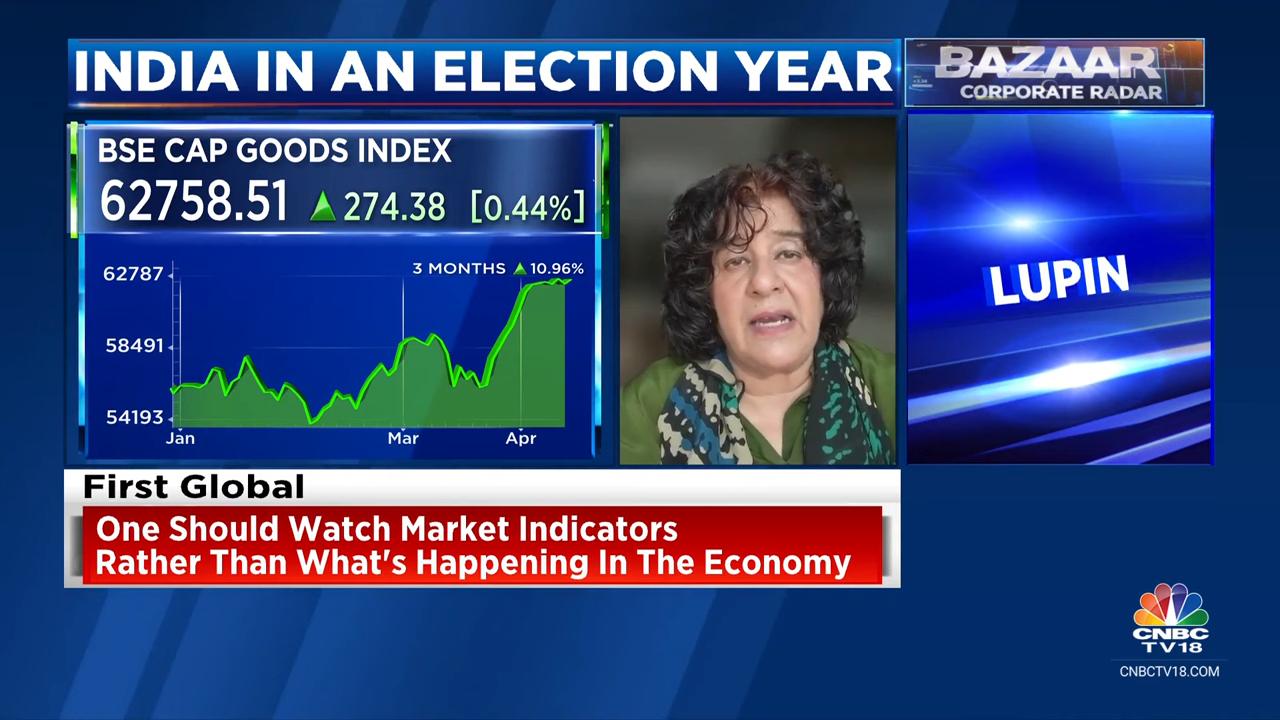 INDIA IN AN ELECTION YEAR
BAZAAR
CORPORATE RADAR
BSE CAP GOODS INDEX
62758.51 ▲ 274.38 [0.44%]
3 MONTHS ▲ 10.96%
62787
58491
54193
Jan Mar Apr
LUPIN
First Global
One Should Watch Market Indicators
Rather Than What's Happening In The Economy
CNBC
TV18
CNBCTV18.COM